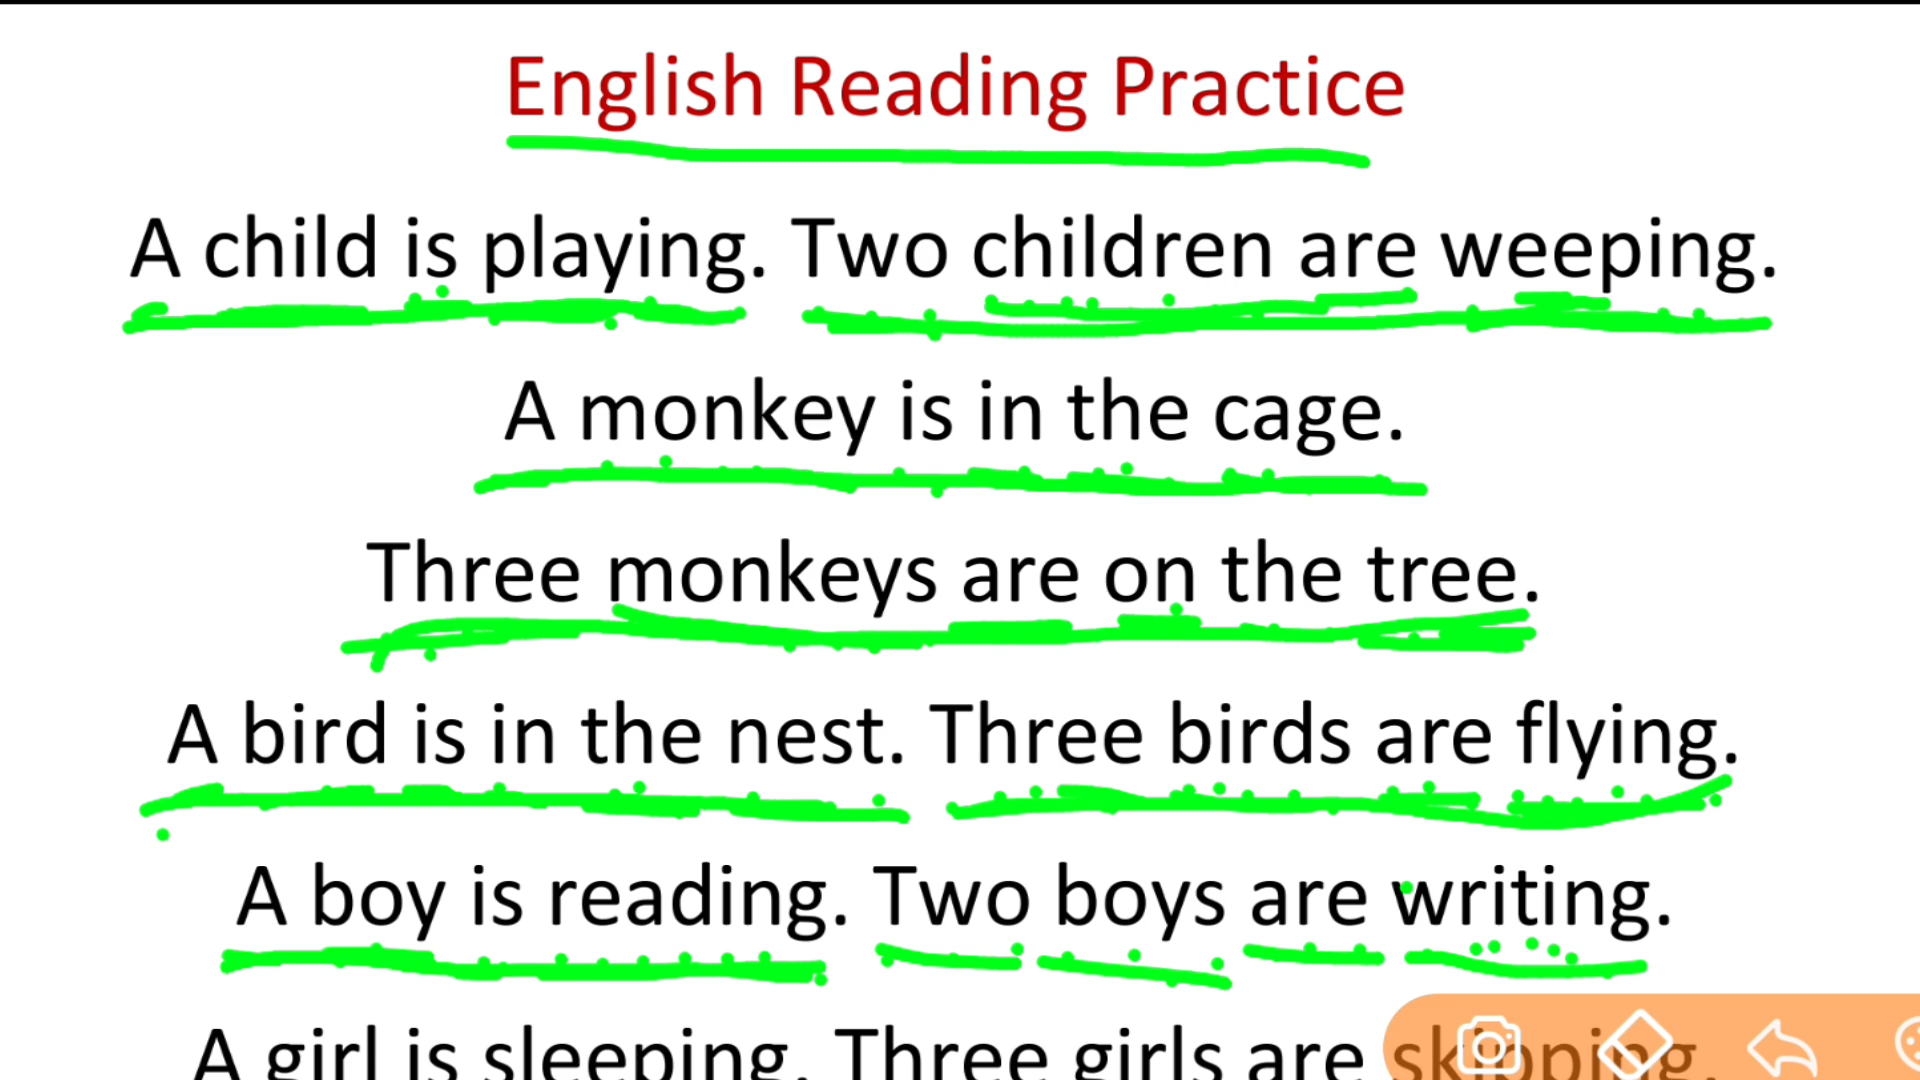 English Reading Practice
A child is playing. Two children are weeping.
A monkey is in the cage.
Three monkeys are on the tree.
A bird is in the nest. Three birds are flying.
A boy is reading. Two boys are writing.
A girl is sleeping. Three girls are skipping.